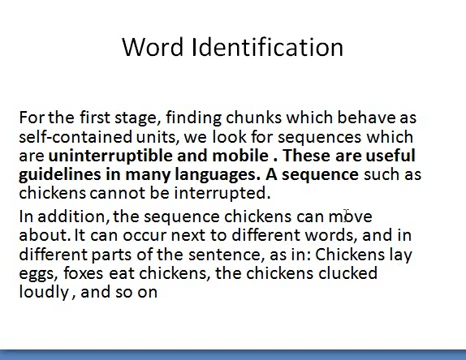 Word Identification
For the first stage, finding chunks which behave as
self-contained units, we look for sequences which
are uninterruptible and mobile . These are useful
guidelines in many languages. A sequence such as
chickens cannot be interrupted.
In addition, the sequence chickens can move
about. It can occur next to different words, and in
different parts of the sentence, as in: Chickens lay
eggs, foxes eat chickens, the chickens clucked
loudly , and so on